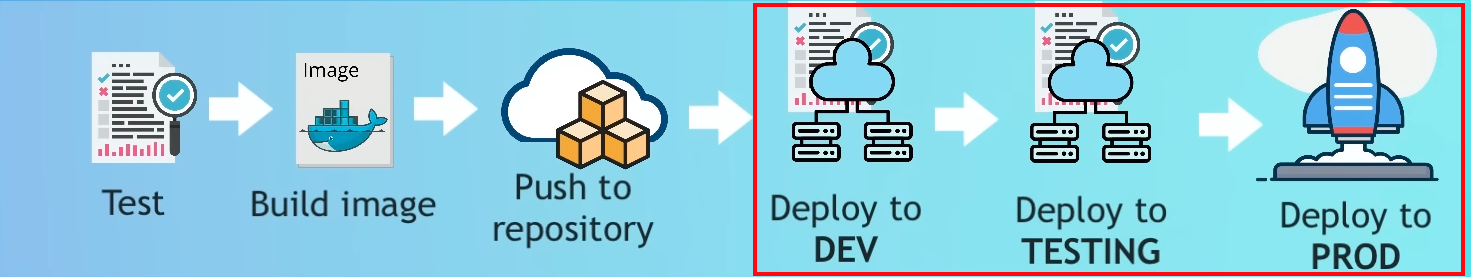 Image
Test
Build image
Push to
repository
Deploy to
DEV
Deploy to
TESTING
Deploy to
PROD